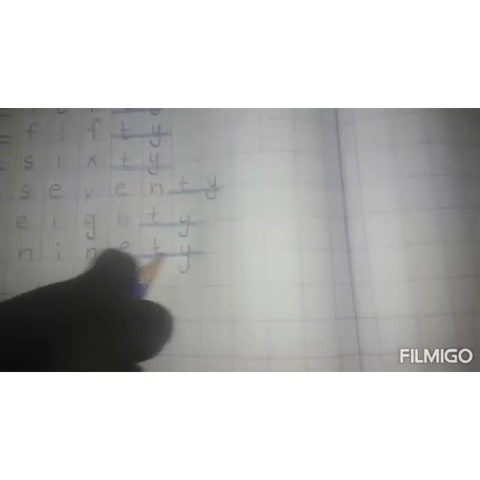 = fifty
= sixty
seventy
eighty
ninety
FILMIGO